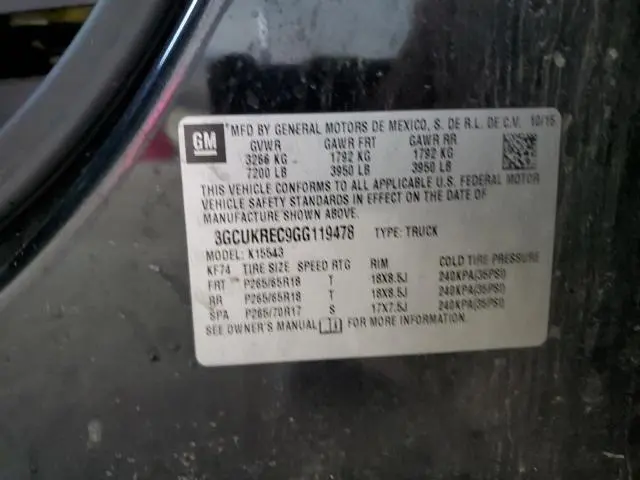 GM MFD BY GENERAL MOTORS DE MEXICO, S. DE R.L. DE C.V. 10/15
GVWR GAWR FRT GAWR RR
3266 KG 1792 KG 1792 KG
7200 LB 3950 LB 3950 LB
THIS VEHICLE CONFORMS TO ALL APPLICABLE U.S. FEDERAL MOTOR
VEHICLE SAFETY STANDARDS IN EFFECT ON THE DATE OF
MANUFACTURE SHOWN ABOVE.
3GCUKREC9GG119478 TYPE: TRUCK
MODEL: K15543
KF74 TIRE SIZE SPEED RTG RIM COLD TIRE PRESSURE
FRT P265/65R18 T 18X8.5J 240KPA(35PSI)
RR P265/65R18 T 18X8.5J 240KPA(35PSI)
SPA P265/70R17 S 17X7.5J 240KPA(35PSI)
SEE OWNER'S MANUAL FOR MORE INFORMATION.